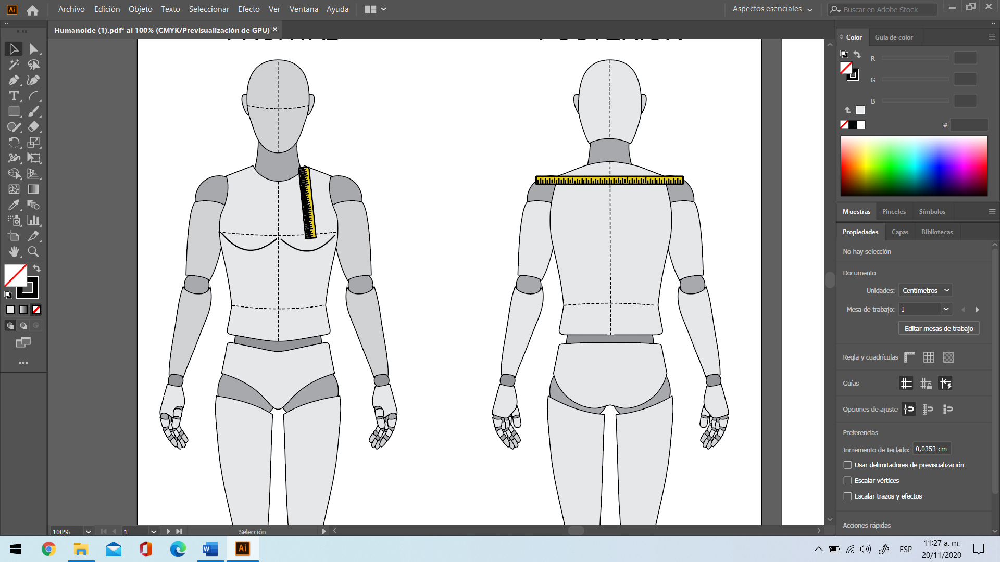 Ai
Archivo Edición Objeto Texto Seleccionar Efecto Ver Ventana Ayuda
Aspectos esenciales
Buscar en Adobe Stock
Humanoide (1).pdf* al 100% (CMYK/Previsualización de GPU)
Color Guía de color
R
G
B
#
Muestras Pinceles Símbolos
Propiedades Capas Bibliotecas
No hay selección
Documento
Unidades: Centímetros
Mesa de trabajo: 1
Editar mesas de trabajo
Regla y cuadrículas
Guías
Opciones de ajuste
Preferencias
Incremento de teclado: 0,0353 cm
Usar delimitadores de previsualización
Escalar vértices
Escalar trazos y efectos
Acciones rápidas
100% 1 Selección
Ai
ESP
11:27 a. m.
20/11/2020